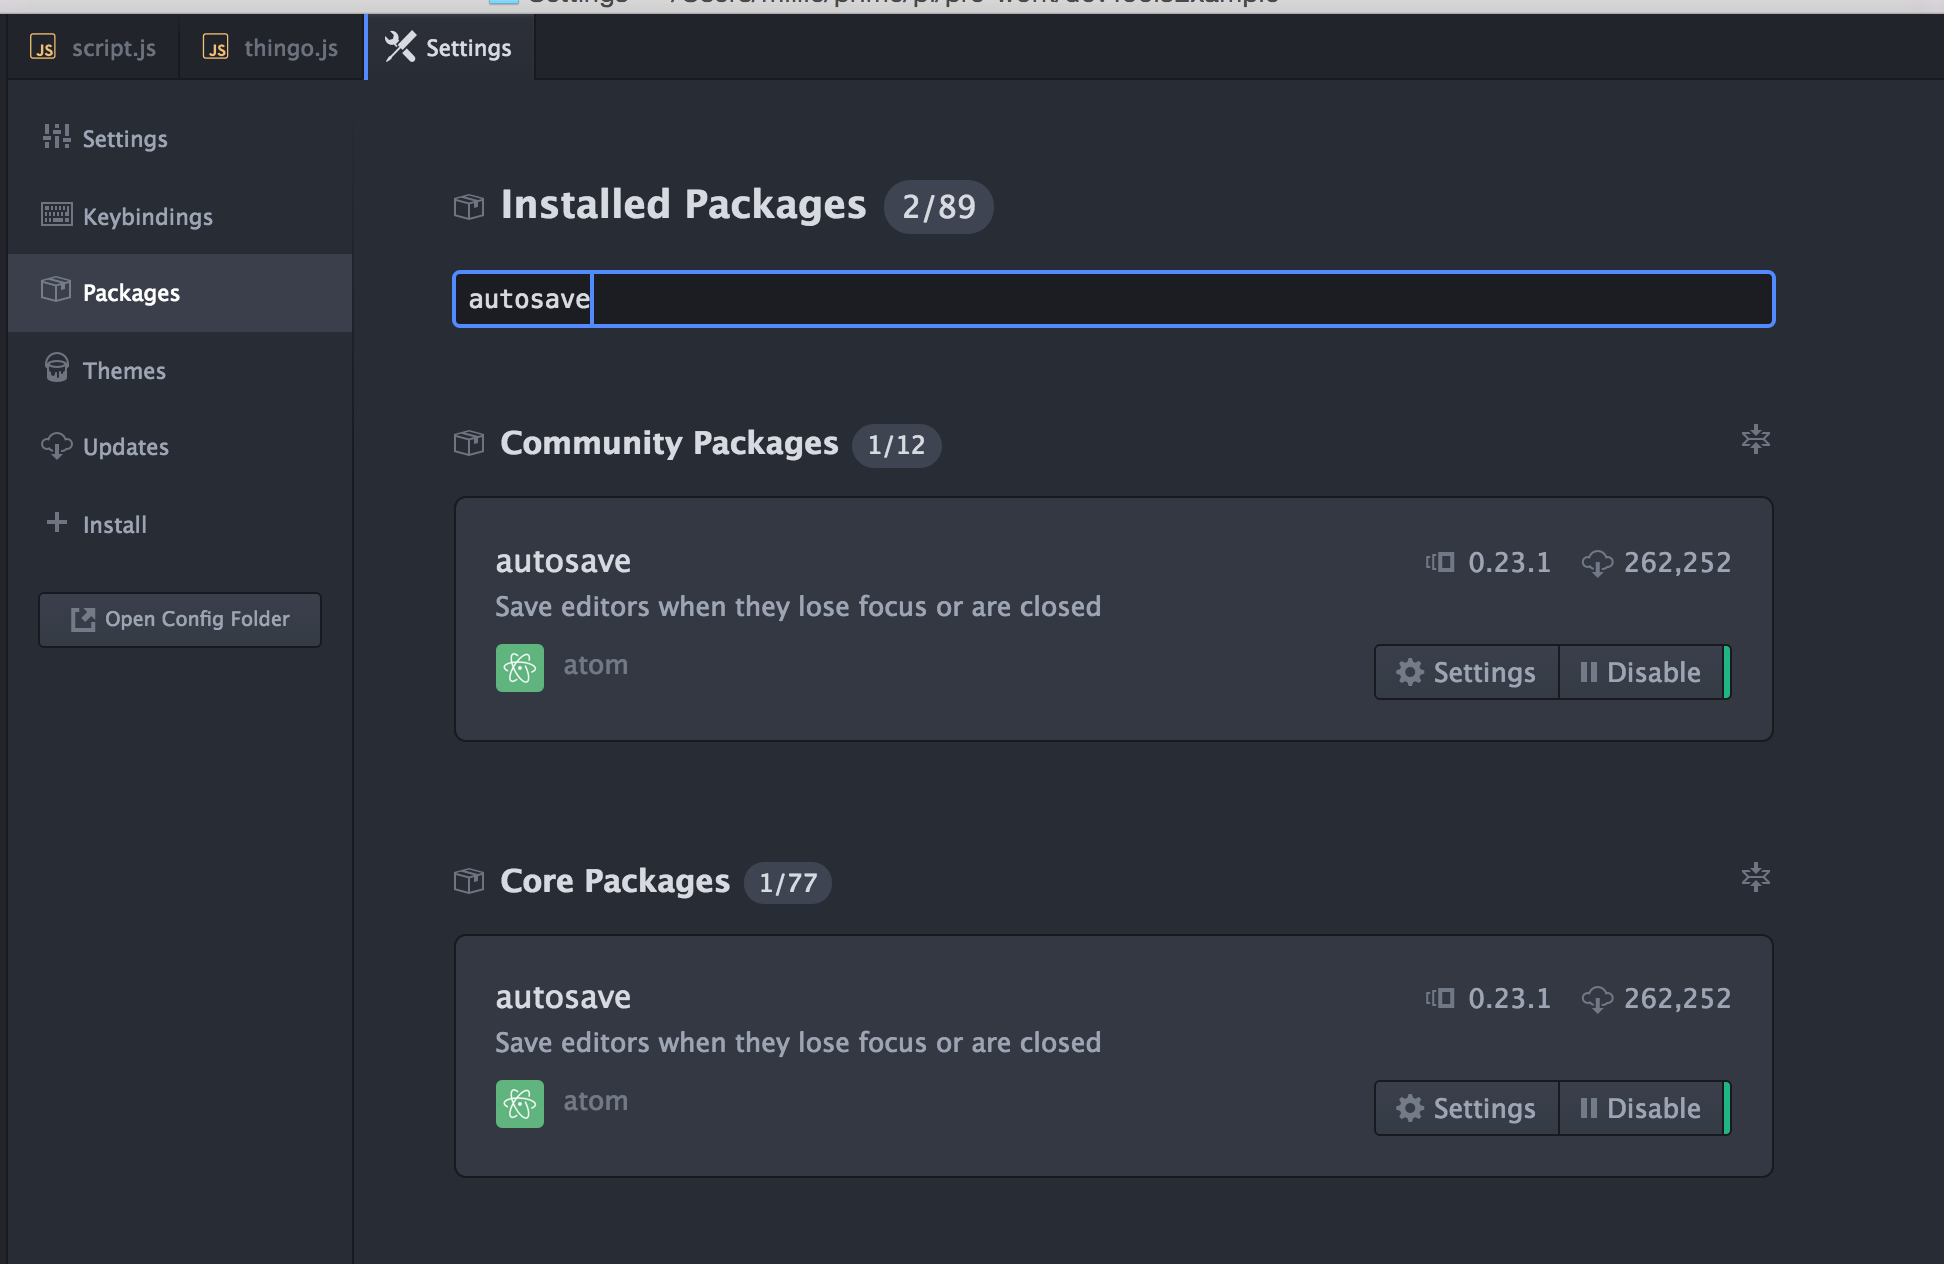 script.js
thingo.js
Settings
Settings
Keybindings
Packages
Themes
Updates
Install
Open Config Folder
Installed Packages 2/89
autosave
Community Packages 1/12
autosave 0.23.1 262,252
Save editors when they lose focus or are closed
atom Settings Disable
Core Packages 1/77
autosave 0.23.1 262,252
Save editors when they lose focus or are closed
atom Settings Disable